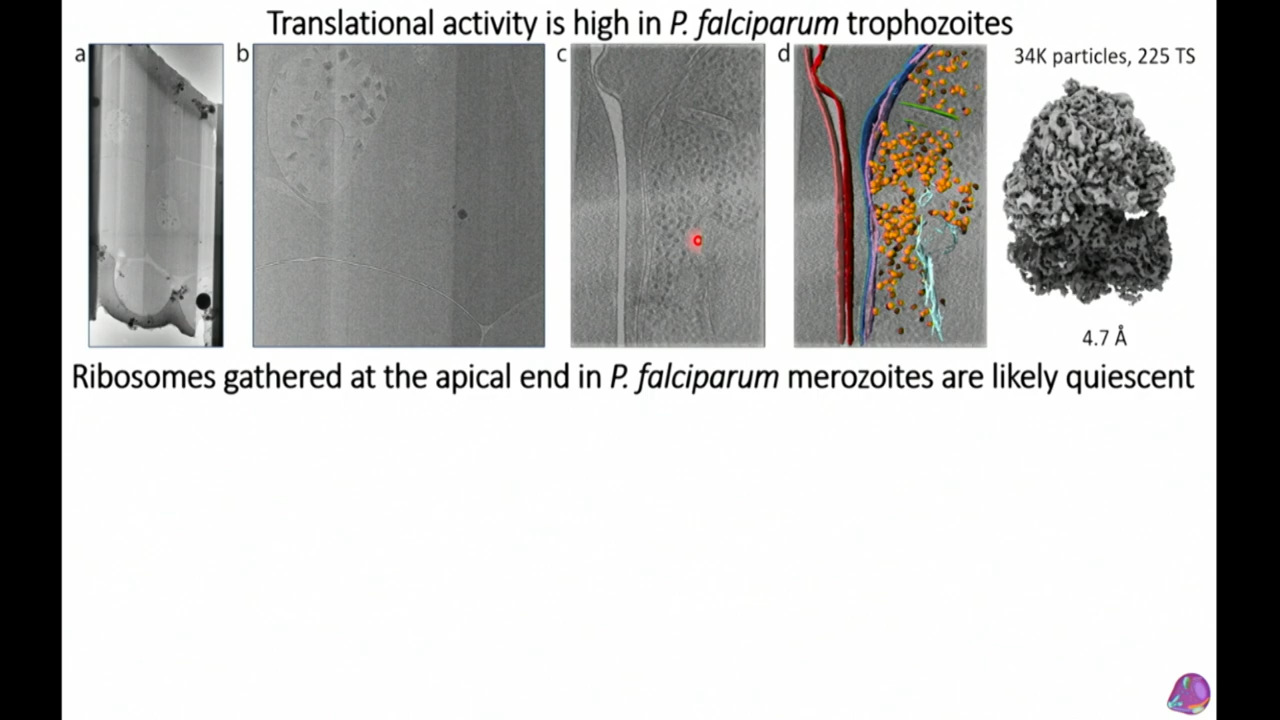 Translational activity is high in P. falciparum trophozoites
a
b
c
d
34K particles, 225 TS
4.7 Å
Ribosomes gathered at the apical end in P. falciparum merozoites are likely quiescent